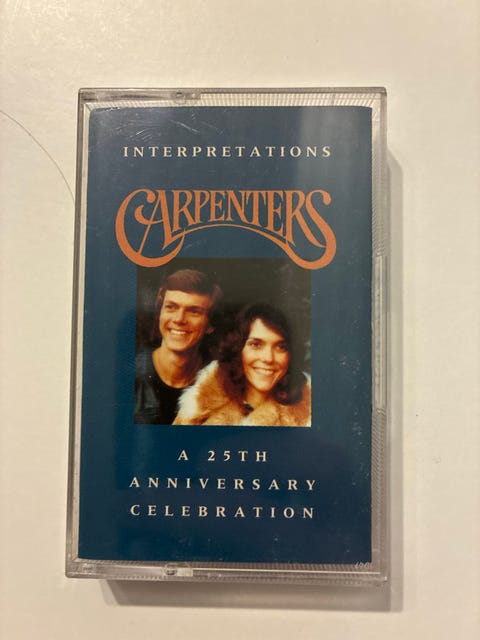 INTERPRETATIONS
CARPENTERS
A 25TH
ANNIVERSARY
CELEBRATION